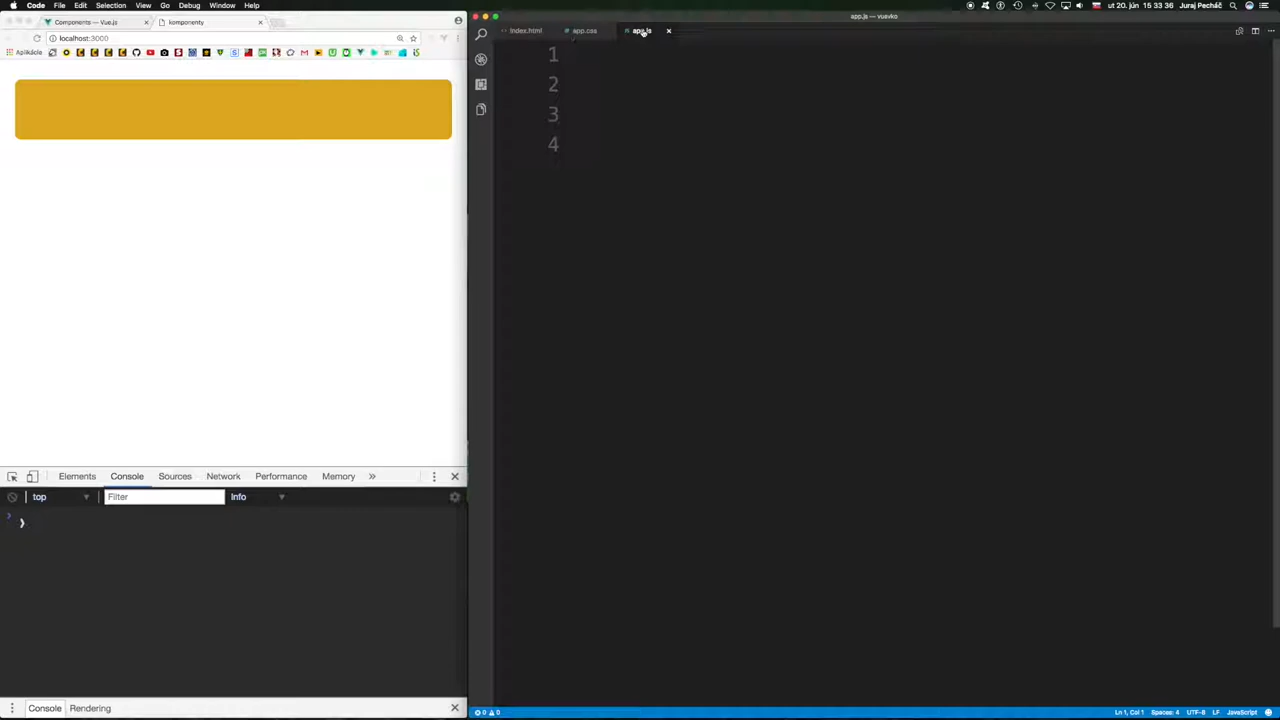 Code File Edit Selection View Go Debug Window Help
ut 20. jún 15 33 36 Juraj Pecháč
Components — Vue.js
komponenty
localhost:3000
Aplikácie
Elements Console Sources Network Performance Memory »
top Filter Info
Console Rendering
app.js — vuavko
index.html app.css app.js
1
2
3
4
0 0 Ln 1, Col 1 Spaces: 4 UTF-8 LF JavaScript